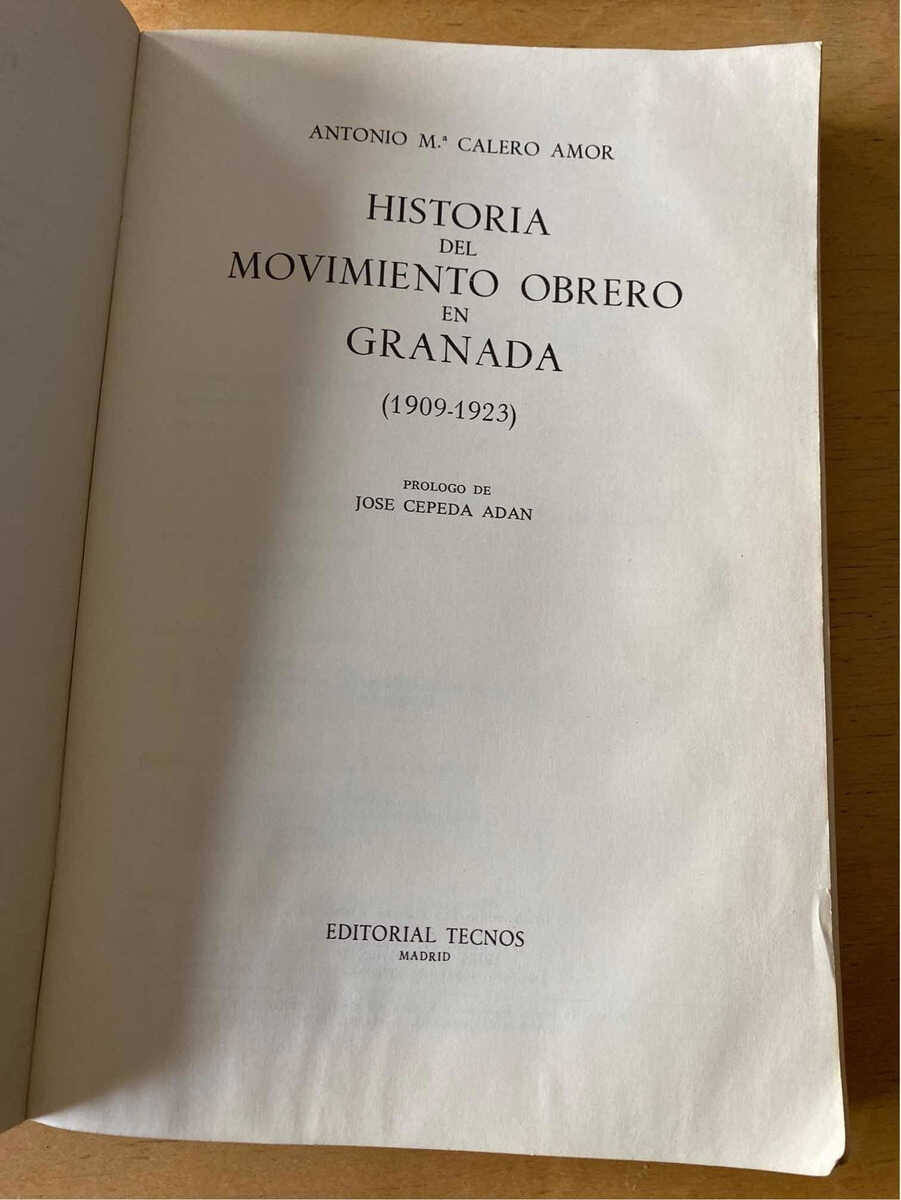 ANTONIO M.ª CALERO AMOR
HISTORIA
DEL
MOVIMIENTO OBRERO
EN
GRANADA
(1909-1923)
PROLOGO DE
JOSE CEPEDA ADAN
EDITORIAL TECNOS
MADRID